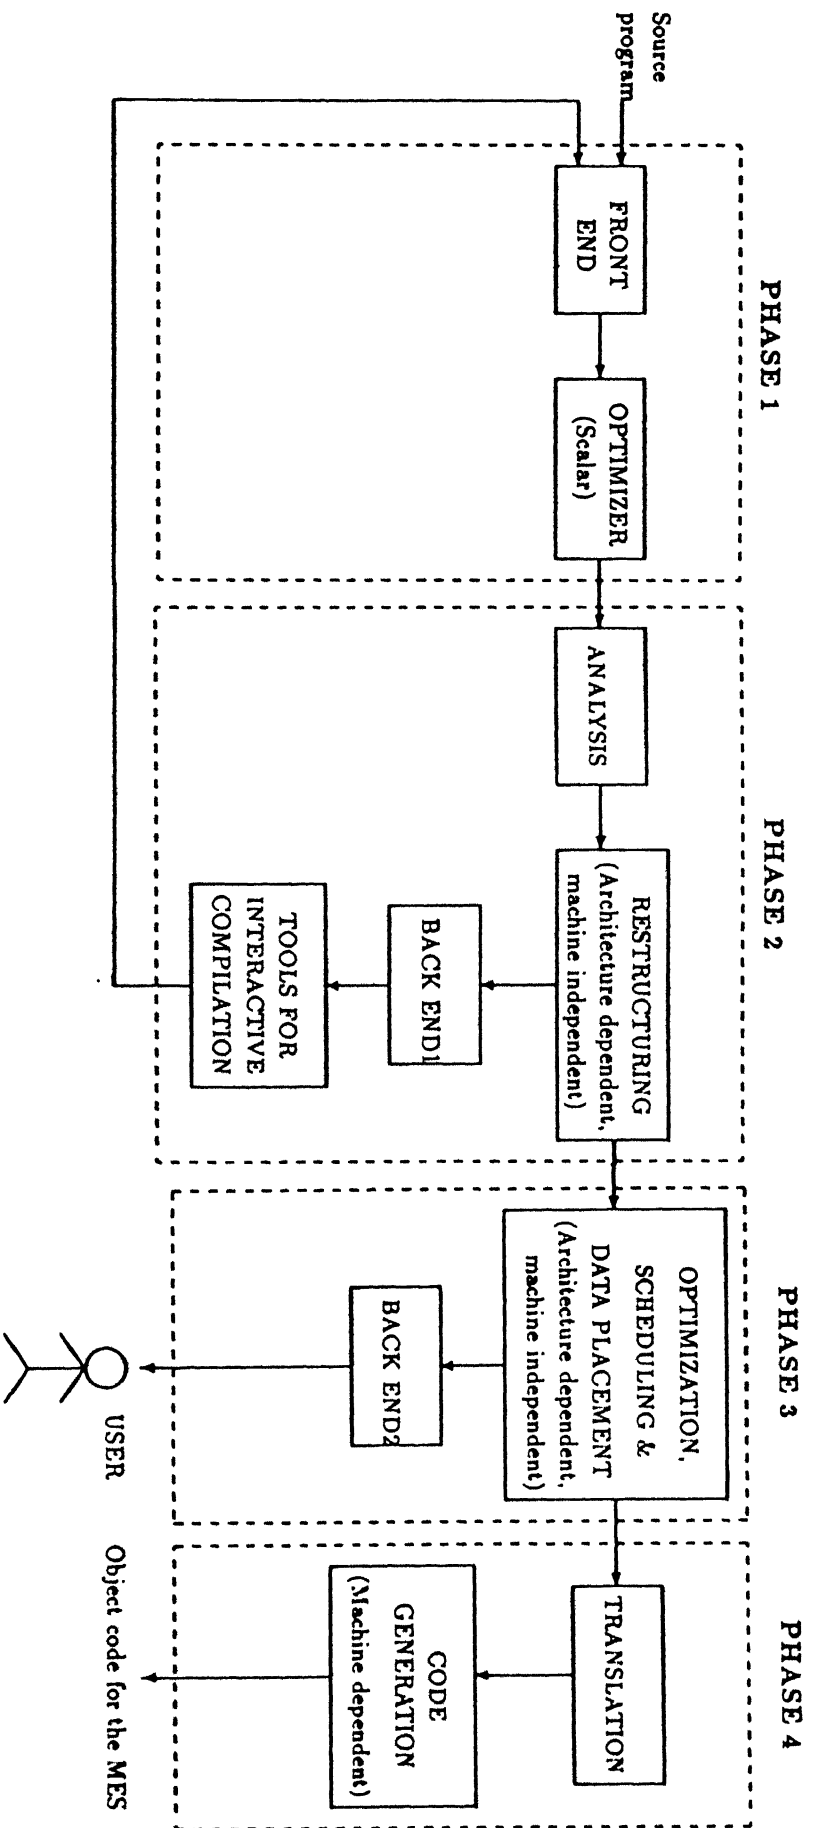 Source
program
PHASE 1
FRONT
END
OPTIMIZER
(Scalar)
PHASE 2
ANALYSIS
RESTRUCTURING
(Architecture dependent,
machine independent)
BACK END1
TOOLS FOR
INTERACTIVE
COMPILATION
PHASE 3
OPTIMIZATION,
SCHEDULING &
DATA PLACEMENT
(Architecture dependent,
machine independent)
BACK END2
USER
PHASE 4
TRANSLATION
CODE
GENERATION
(Machine dependent)
Object code for the MES